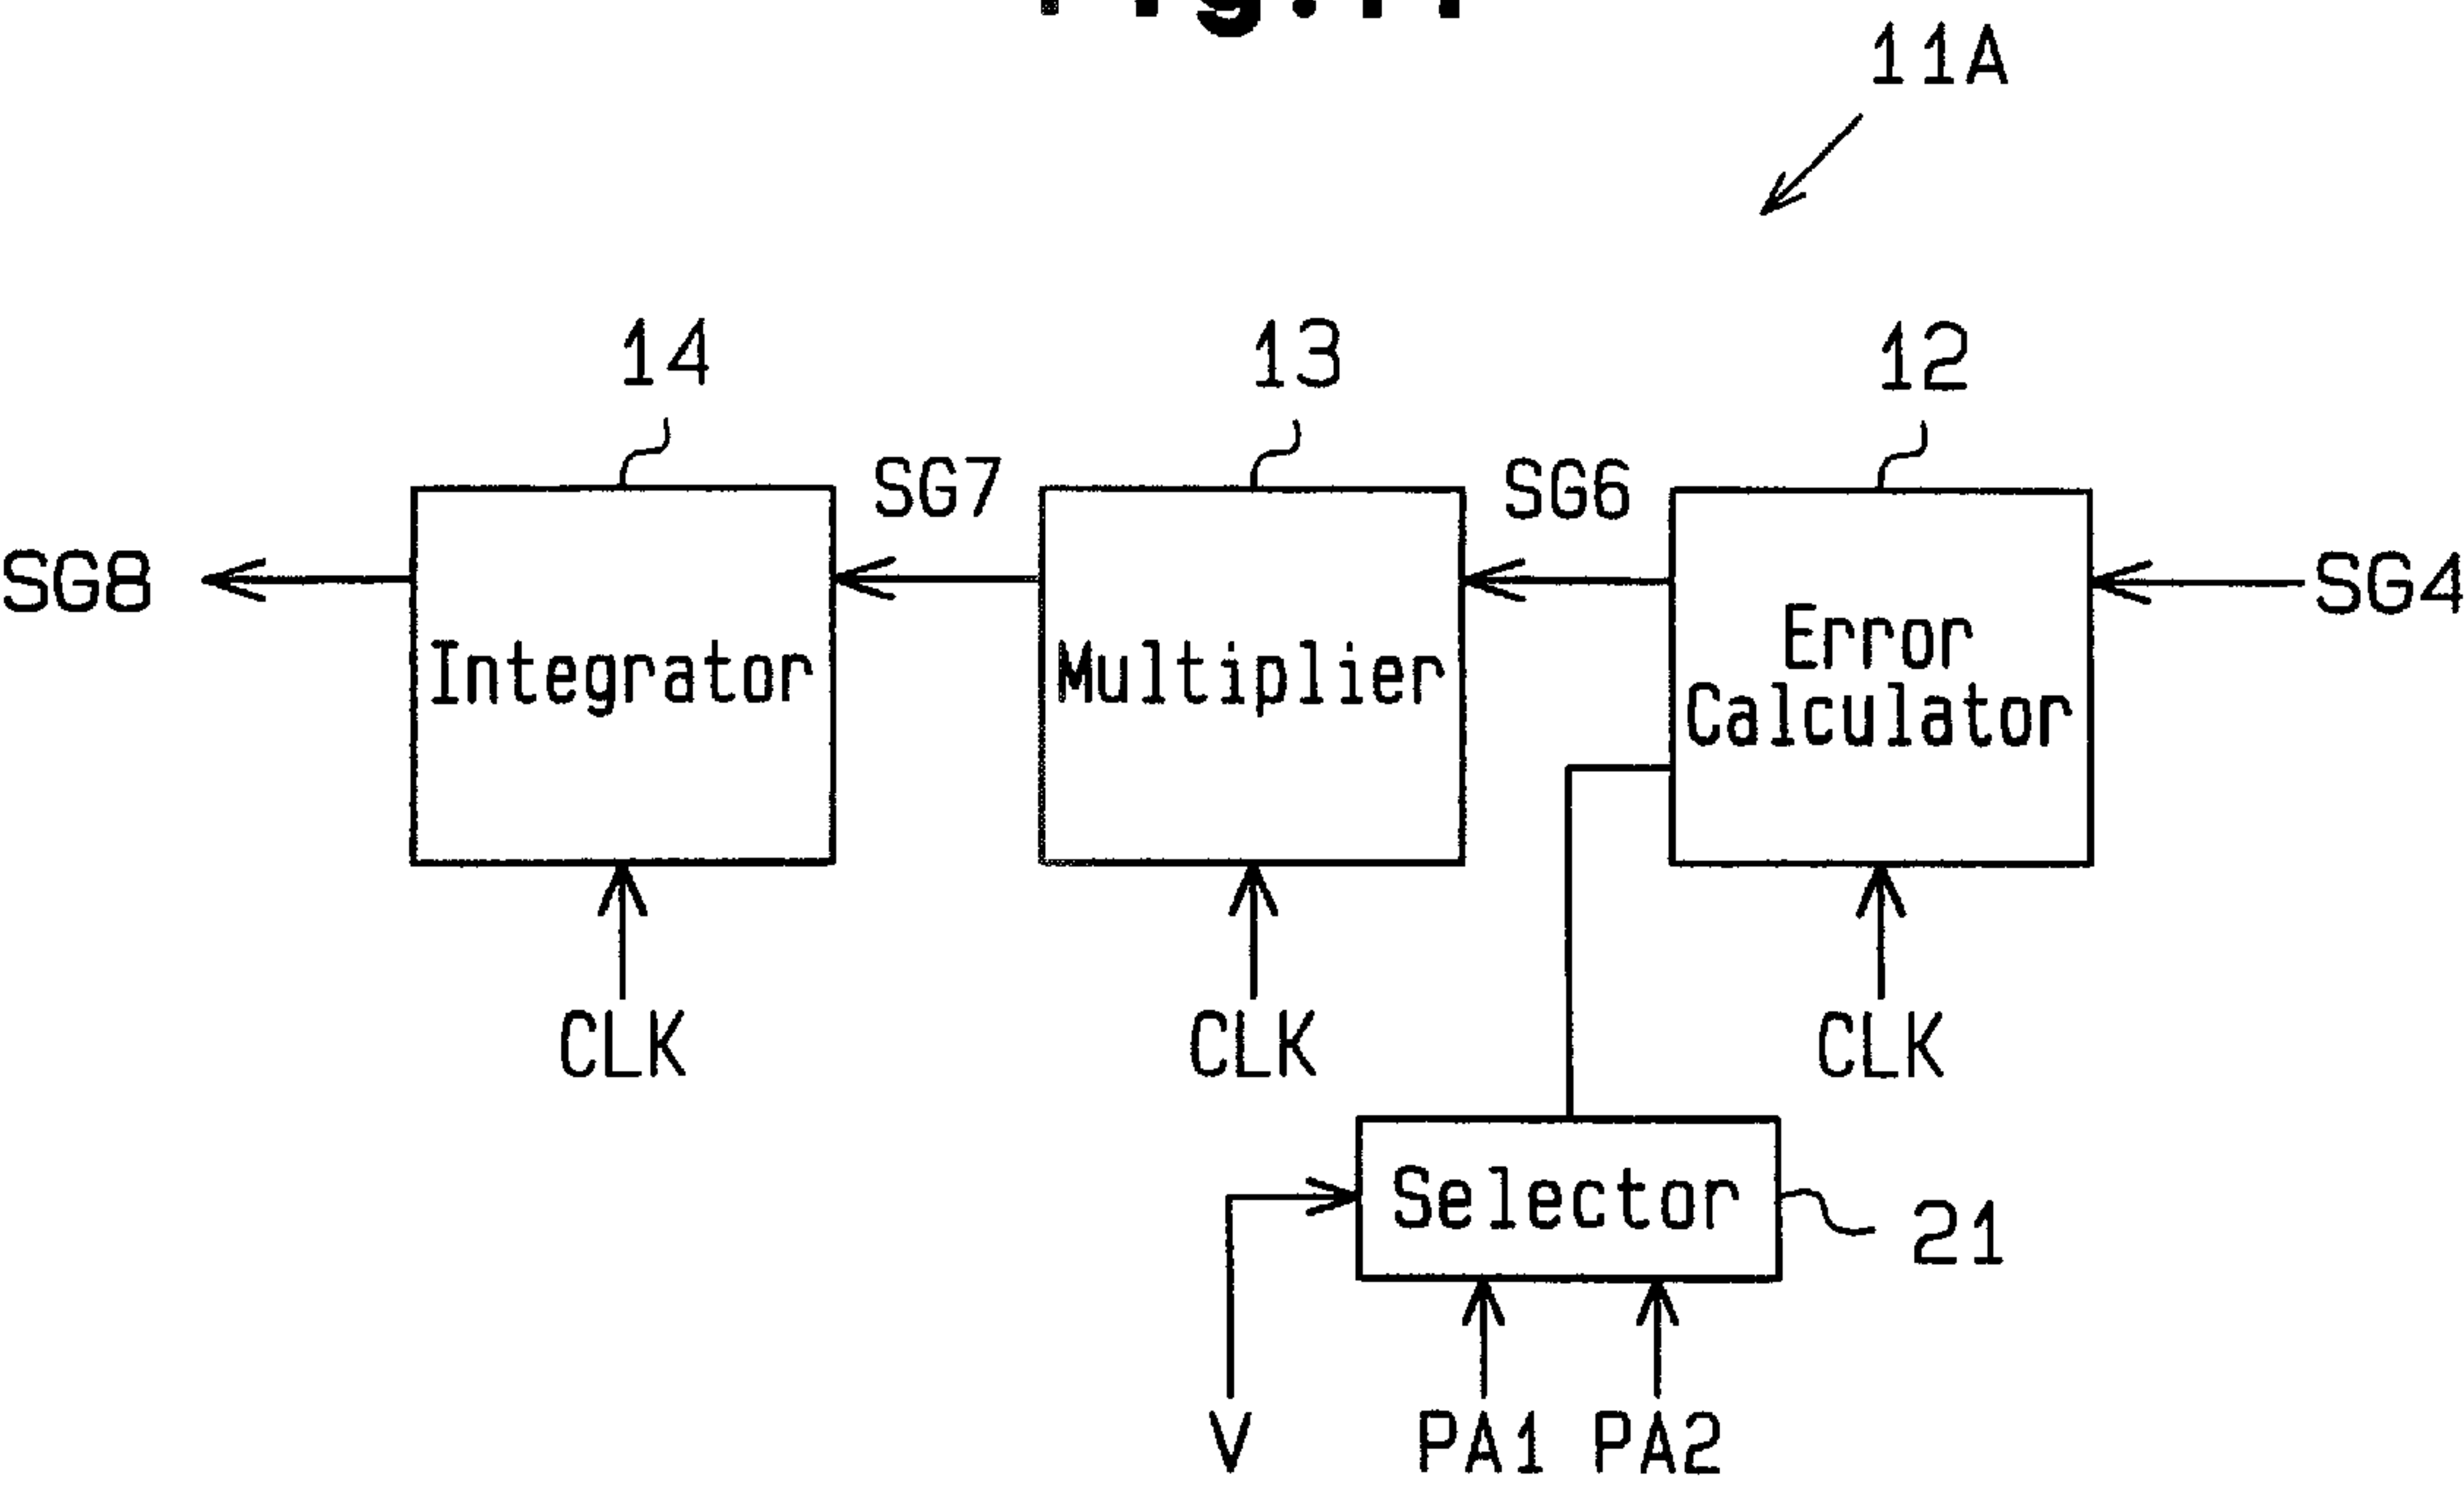 11A
14
13
12
SG7
SG6
SG8
SG4
Integrator
Multiplier
Error
Calculator
CLK
CLK
CLK
Selector
21
V
PA1
PA2